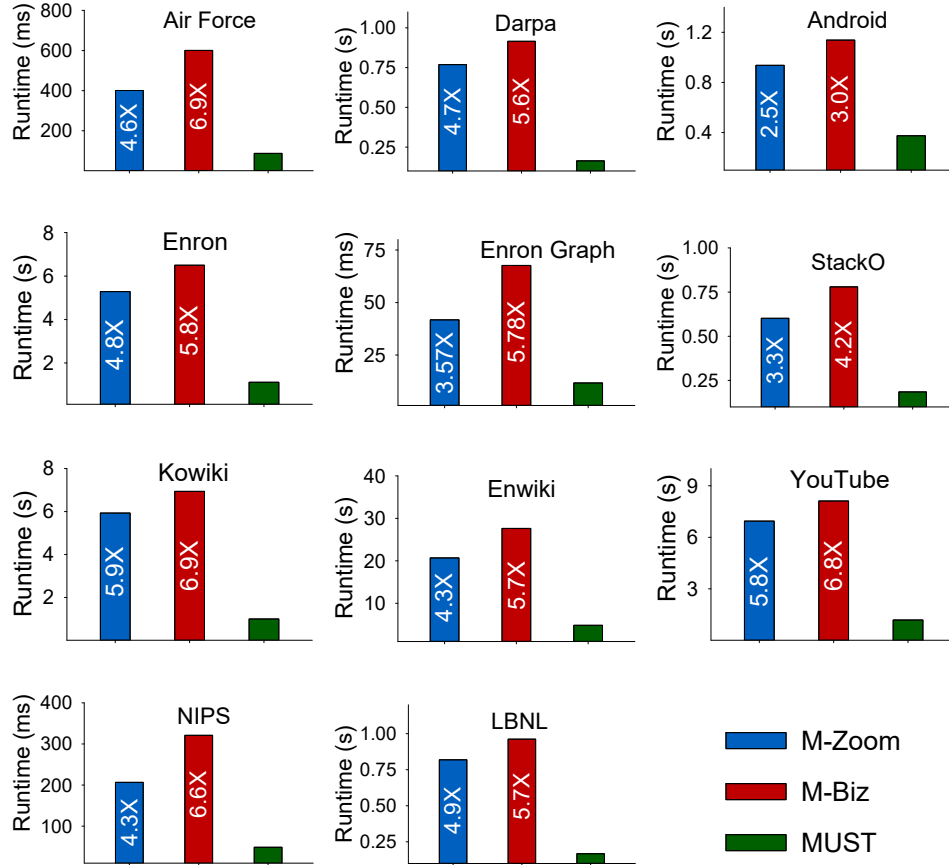 Air Force
Runtime (ms)
800
600
400
200
4.6X
6.9X
Darpa
Runtime (s)
1.00
0.75
0.50
0.25
4.7X
5.6X
Android
Runtime (s)
1.2
0.8
0.4
2.5X
3.0X
Enron
Runtime (s)
8
6
4
2
4.8X
5.8X
Enron Graph
Runtime (ms)
75
50
25
3.57X
5.78X
StackO
Runtime (s)
1.00
0.75
0.50
0.25
3.3X
4.2X
Kowiki
Runtime (s)
8
6
4
2
5.9X
6.9X
Enwiki
Runtime (s)
40
30
20
10
4.3X
5.7X
YouTube
Runtime (s)
9
6
3
5.8X
6.8X
NIPS
Runtime (ms)
400
300
200
100
4.3X
6.6X
LBNL
Runtime (s)
1.00
0.75
0.50
0.25
4.9X
5.7X
M-Zoom
M-Biz
MUST